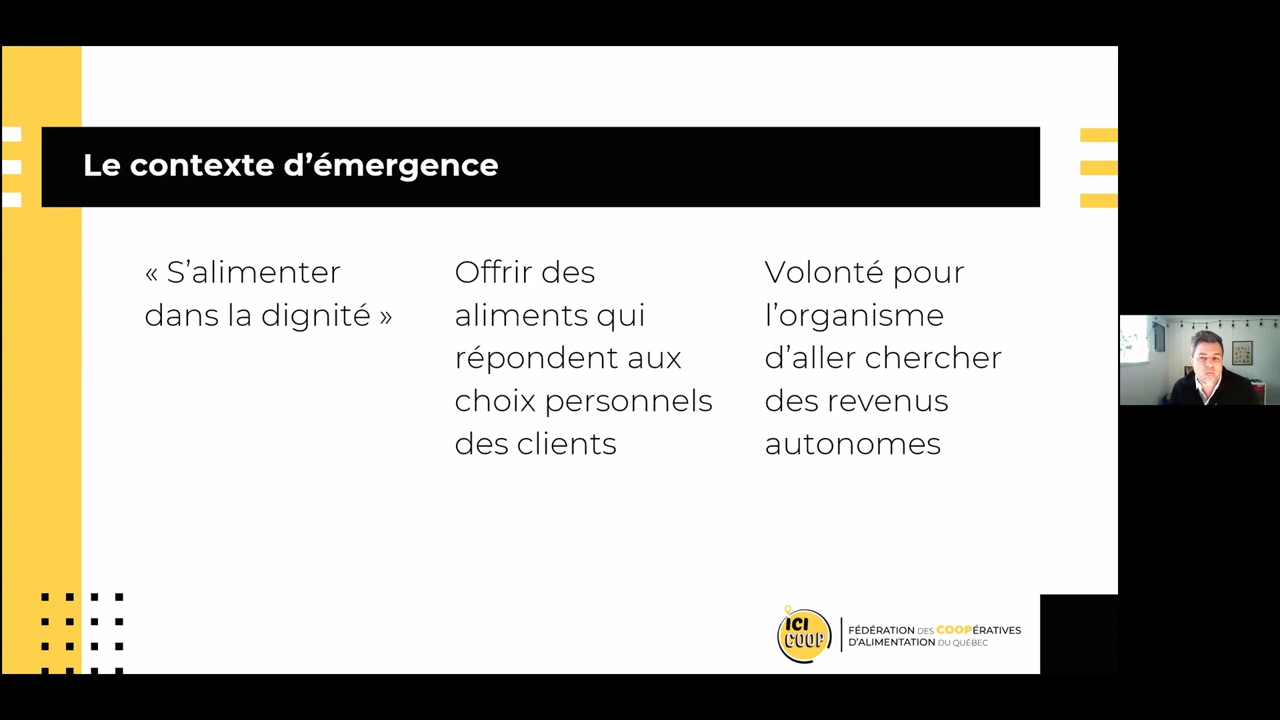 Le contexte d’émergence
« S’alimenter
dans la dignité »
Offrir des
aliments qui
répondent aux
choix personnels
des clients
Volonté pour
l’organisme
d’aller chercher
des revenus
autonomes
ICI
COOP
FÉDÉRATION DES COOPÉRATIVES
D’ALIMENTATION DU QUÉBEC